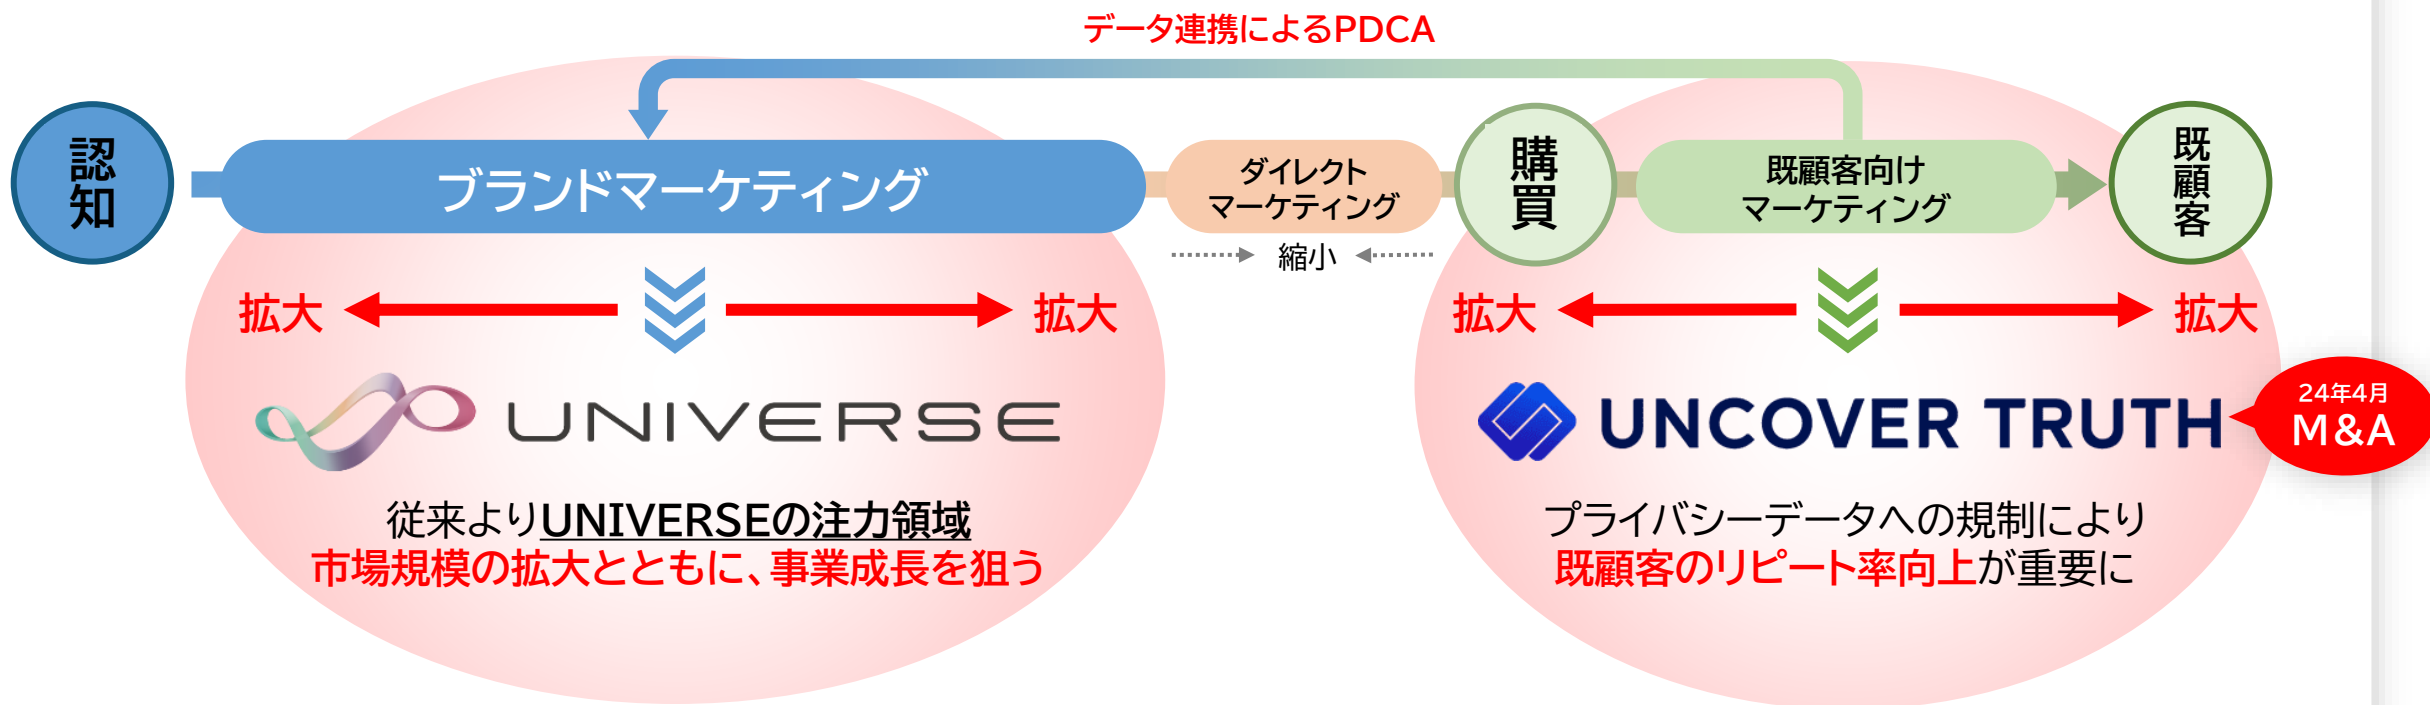 データ連携によるPDCA
認知
ブランドマーケティング
ダイレクト
マーケティング
購買
既顧客向け
マーケティング
既顧客
縮小
拡大
拡大
拡大
拡大
UNIVERSE
UNCOVER TRUTH
24年4月
M&A
従来よりUNIVERSEの注力領域
市場規模の拡大とともに、事業成長を狙う
プライバシーデータへの規制により
既顧客のリピート率向上が重要に